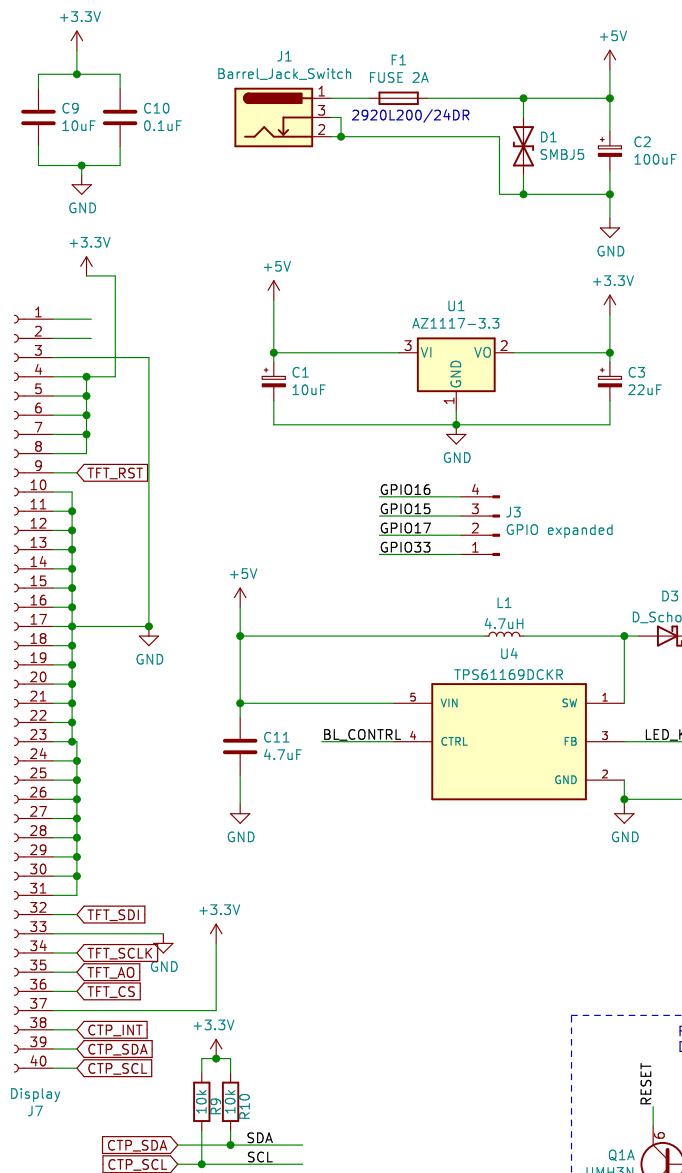 +3.3V
C9
10uF
C10
0.1uF
GND
J1
Barrel_Jack_Switch
1
3
2
F1
FUSE 2A
2920L200/24DR
+5V
D1
SMBJ5
+
C2
100uF
GND
+3.3V
1
2
3
4
5
6
7
8
9
TFT_RST
10
11
12
13
14
15
16
17
18
19
20
21
22
23
24
25
26
27
28
29
30
31
32
TFT_SDI
33
34
TFT_SCLK
35
TFT_AO
36
TFT_CS
37
38
CTP_INT
39
CTP_SDA
40
CTP_SCL
Display
J7
GND
GND
+3.3V
+5V
+
C1
10uF
U1
AZ1117-3.3
3
VI
VO
2
GND
1
GND
+3.3V
+
C3
22uF
GPIO16
4
GPIO15
3
GPIO17
2
GPIO33
1
J3
GPIO expanded
+5V
L1
4.7uH
D3
D_Scho
U4
TPS61169DCKR
5
VIN
SW
1
BL_CONTRL
4
CTRL
FB
3
LED_K
GND
2
C11
4.7uF
GND
GND
+3.3V
10k
R9
10k
R10
CTP_SDA
SDA
CTP_SCL
SCL
RESET
6
Q1A
UMH3N